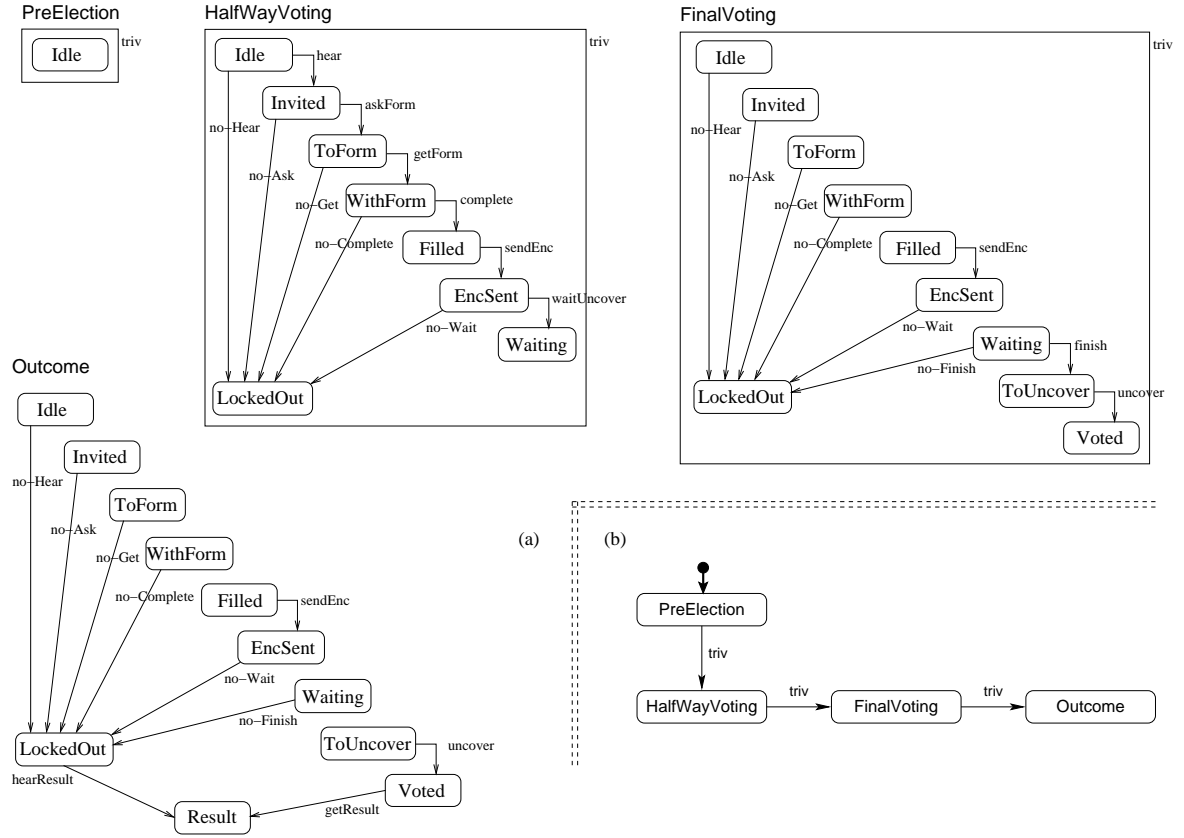 PreElection
Idle
triv
HalfWayVoting
triv
Idle
hear
Invited
askForm
no-Hear
ToForm
getForm
no-Ask
WithForm
complete
no-Get
no-Complete
Filled
sendEnc
EncSent
waitUncover
no-Wait
Waiting
LockedOut
FinalVoting
triv
Idle
Invited
no-Hear
ToForm
no-Ask
WithForm
no-Get
no-Complete
Filled
sendEnc
EncSent
no-Wait
Waiting
finish
no-Finish
LockedOut
ToUncover
uncover
Voted
Outcome
Idle
Invited
no-Hear
ToForm
no-Ask
WithForm
no-Get
no-Complete
Filled
sendEnc
EncSent
no-Wait
Waiting
no-Finish
LockedOut
ToUncover
uncover
hearResult
Voted
getResult
Result
(a)
(b)
PreElection
triv
HalfWayVoting
triv
FinalVoting
triv
Outcome